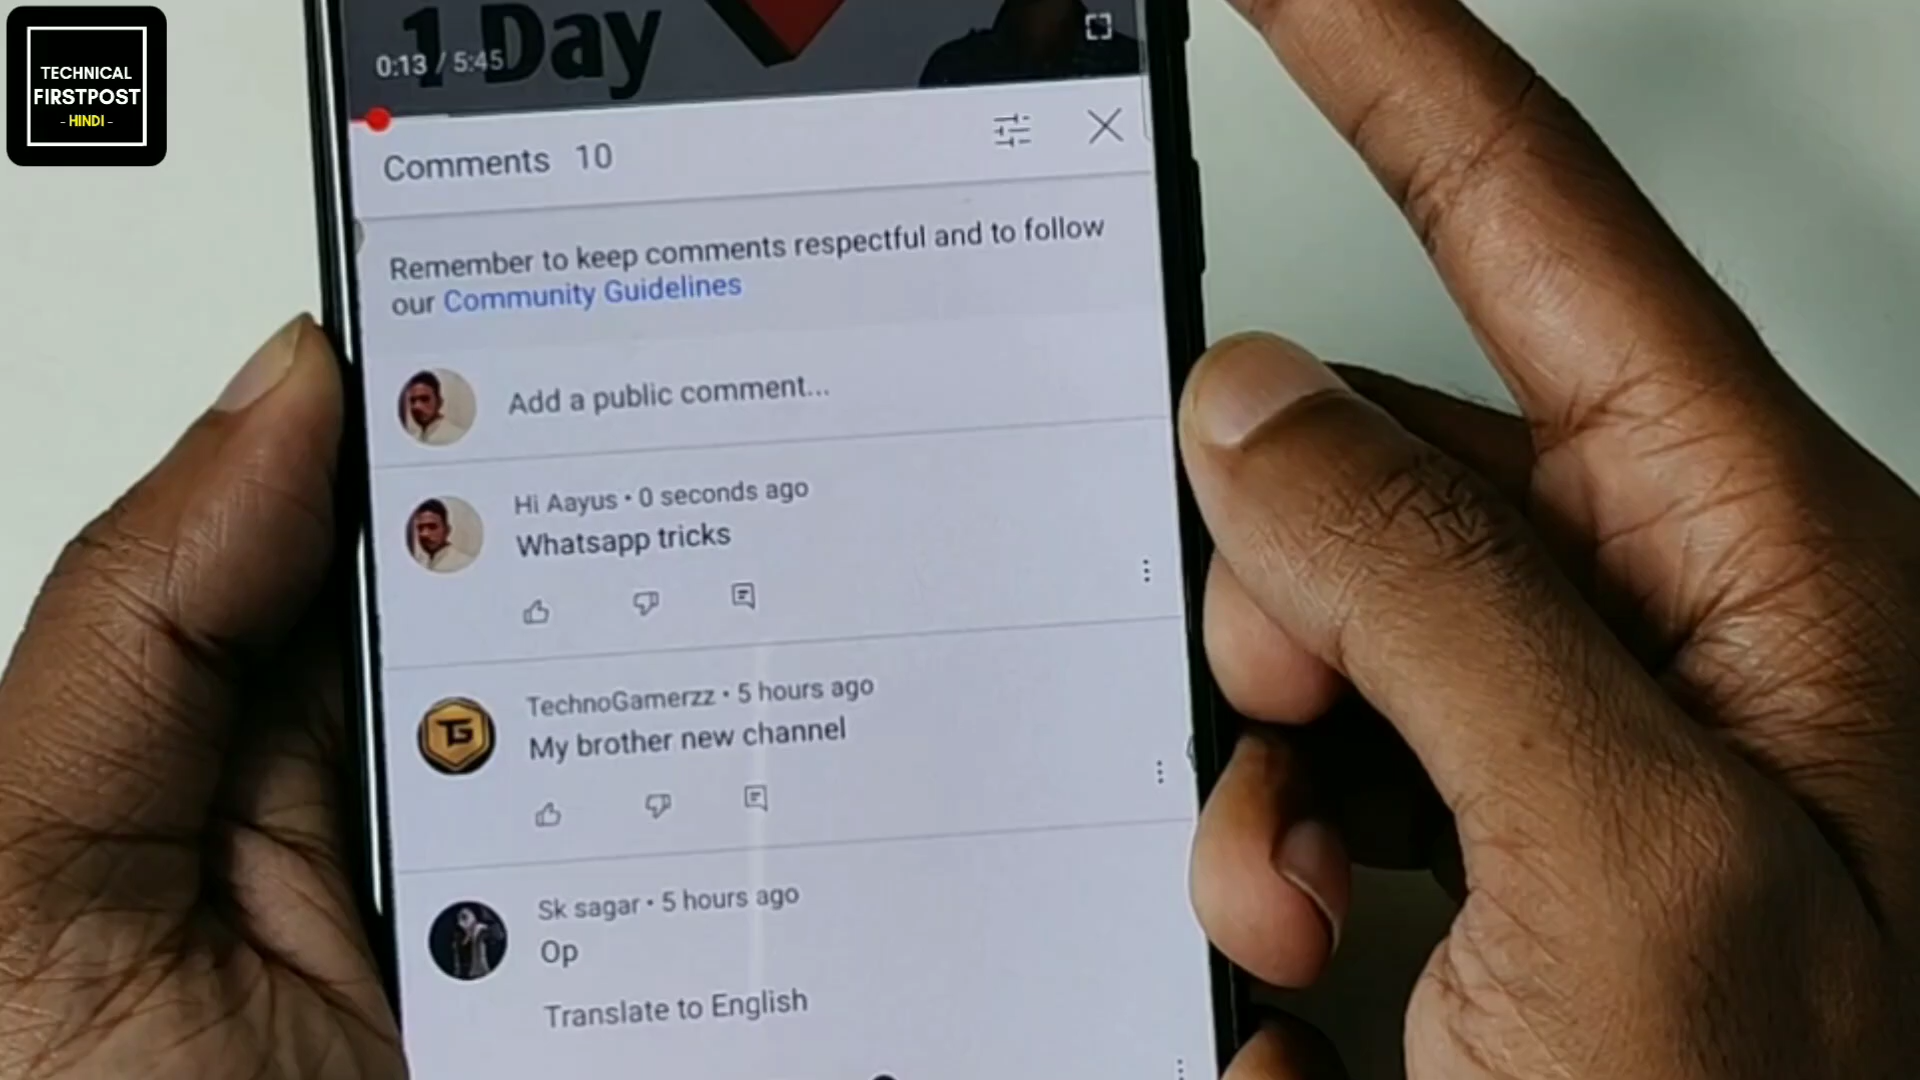 TECHNICAL
FIRSTPOST
- HINDI -
1 Day
0:13 / 5:45
Comments 10
Remember to keep comments respectful and to follow
our Community Guidelines
Add a public comment...
Hi Aayus • 0 seconds ago
Whatsapp tricks
TG
TechnoGamerzz • 5 hours ago
My brother new channel
Sk sagar • 5 hours ago
Op
Translate to English